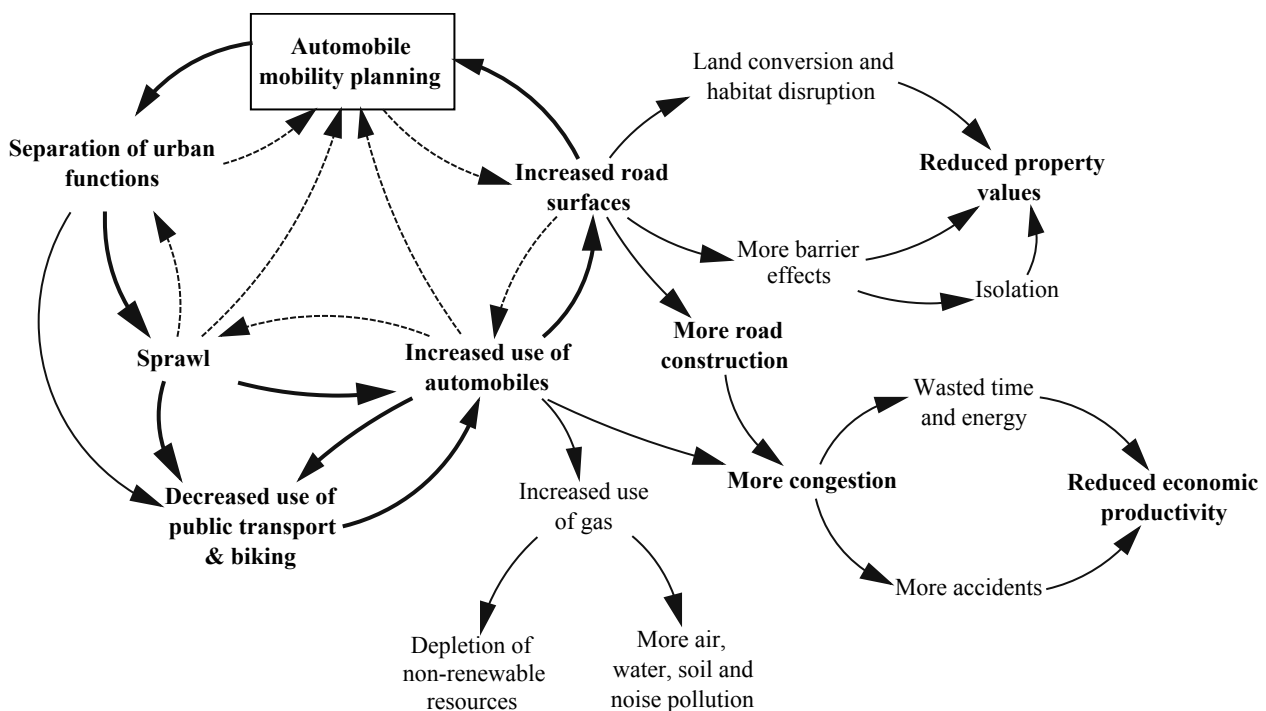 Automobile
mobility planning
Land conversion and
habitat disruption
Separation of urban
functions
Increased road
surfaces
Reduced property
values
More barrier
effects
Isolation
More road
construction
Sprawl
Increased use of
automobiles
Wasted time
and energy
More congestion
Reduced economic
productivity
Decreased use of
public transport
& biking
Increased use
of gas
More accidents
Depletion of
non-renewable
resources
More air,
water, soil and
noise pollution